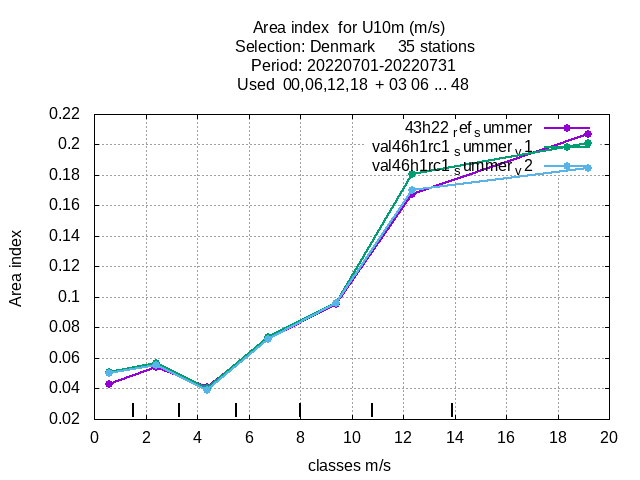 Area index for U10m (m/s)
Selection: Denmark 35 stations
Period: 20220701-20220731
Used 00,06,12,18 + 03 06 ... 48
0.22
0.2
0.18
0.16
0.14
0.12
0.1
0.08
0.06
0.04
0.02
Area index
43h22_ref_summer
val46h1rc1_summer_v1
val46h1rc1_summer_v2
0 2 4 6 8 10 12 14 16 18 20
classes m/s